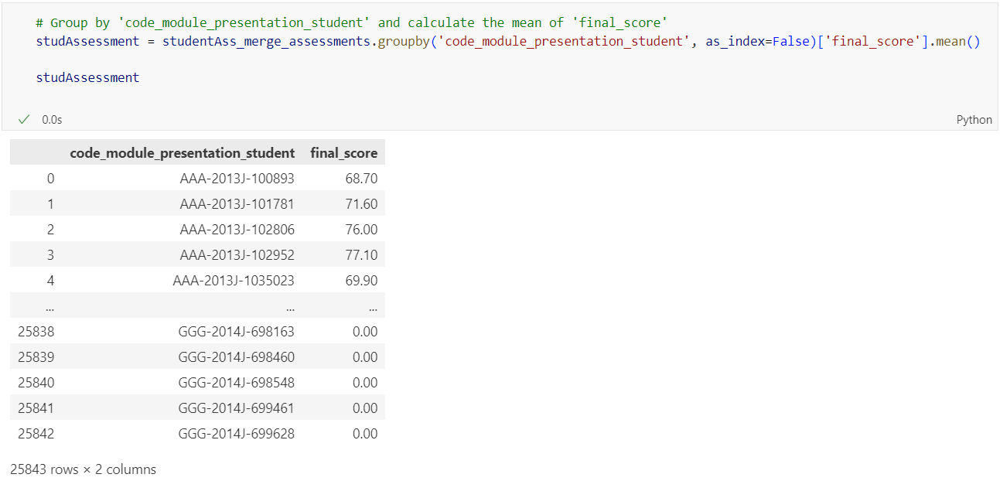 # Group by 'code_module_presentation_student' and calculate the mean of 'final_score'
studAssessment = studentAss_merge_assessments.groupby('code_module_presentation_student', as_index=False)['final_score'].mean()
studAssessment
0.0s Python
code_module_presentation_student final_score
0 AAA-2013J-100893 68.70
1 AAA-2013J-101781 71.60
2 AAA-2013J-102806 76.00
3 AAA-2013J-102952 77.10
4 AAA-2013J-1035023 69.90
... ... ...
25838 GGG-2014J-698163 0.00
25839 GGG-2014J-698460 0.00
25840 GGG-2014J-698548 0.00
25841 GGG-2014J-699461 0.00
25842 GGG-2014J-699628 0.00
25843 rows × 2 columns